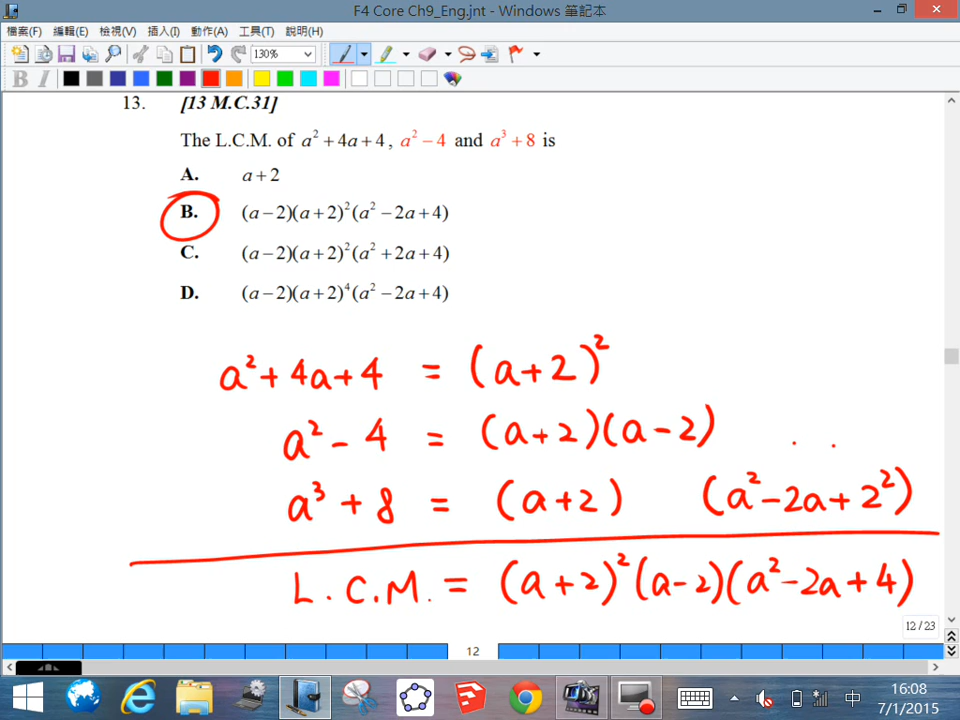 F4 Core Ch9_Eng.jnt - Windows 筆記本
檔案(F) 編輯(E) 檢視(V) 插入(I) 動作(A) 工具(T) 說明(H)
130%
B I
13. [13 M.C.31]
The L.C.M. of a² + 4a + 4, a² − 4 and a³ + 8 is
A. a + 2
B. (a − 2)(a + 2)²(a² − 2a + 4)
C. (a − 2)(a + 2)²(a² + 2a + 4)
D. (a − 2)(a + 2)⁴(a² − 2a + 4)
a² + 4a + 4 = (a + 2)²
a² − 4 = (a + 2)(a − 2)
a³ + 8 = (a + 2) (a² − 2a + 2²)
L.C.M. = (a + 2)²(a − 2)(a² − 2a + 4)
12 / 23
12
中
16:08
7/1/2015